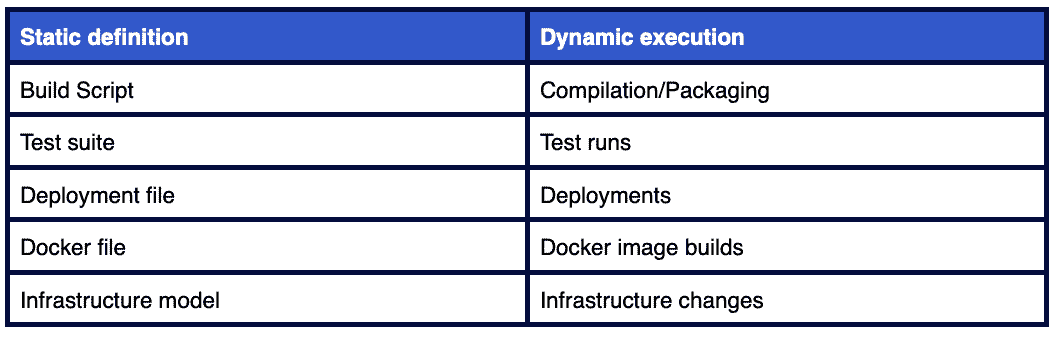 Static definition Dynamic execution
Build Script Compilation/Packaging
Test suite Test runs
Deployment file Deployments
Docker file Docker image builds
Infrastructure model Infrastructure changes